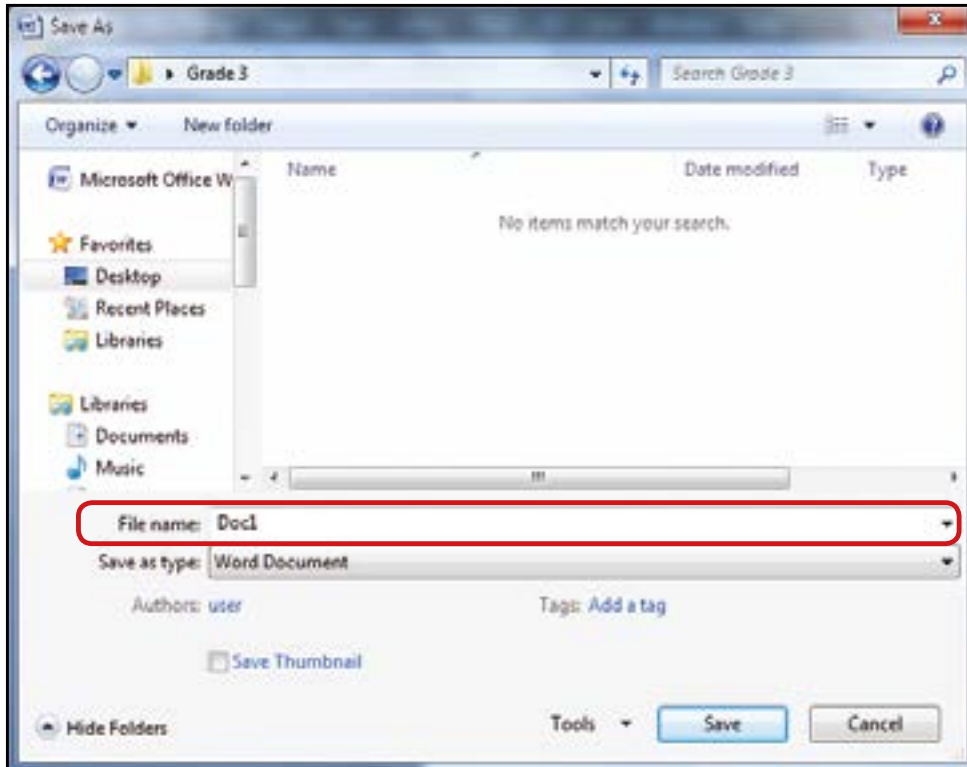 Save As
Grade 3
Search Grade 3
Organize
New folder
Microsoft Office W
Favorites
Desktop
Recent Places
Libraries
Libraries
Documents
Music
Name Date modified Type
No items match your search.
File name: Doc1
Save as type: Word Document
Authors: user Tags: Add a tag
Save Thumbnail
Hide Folders Tools Save Cancel